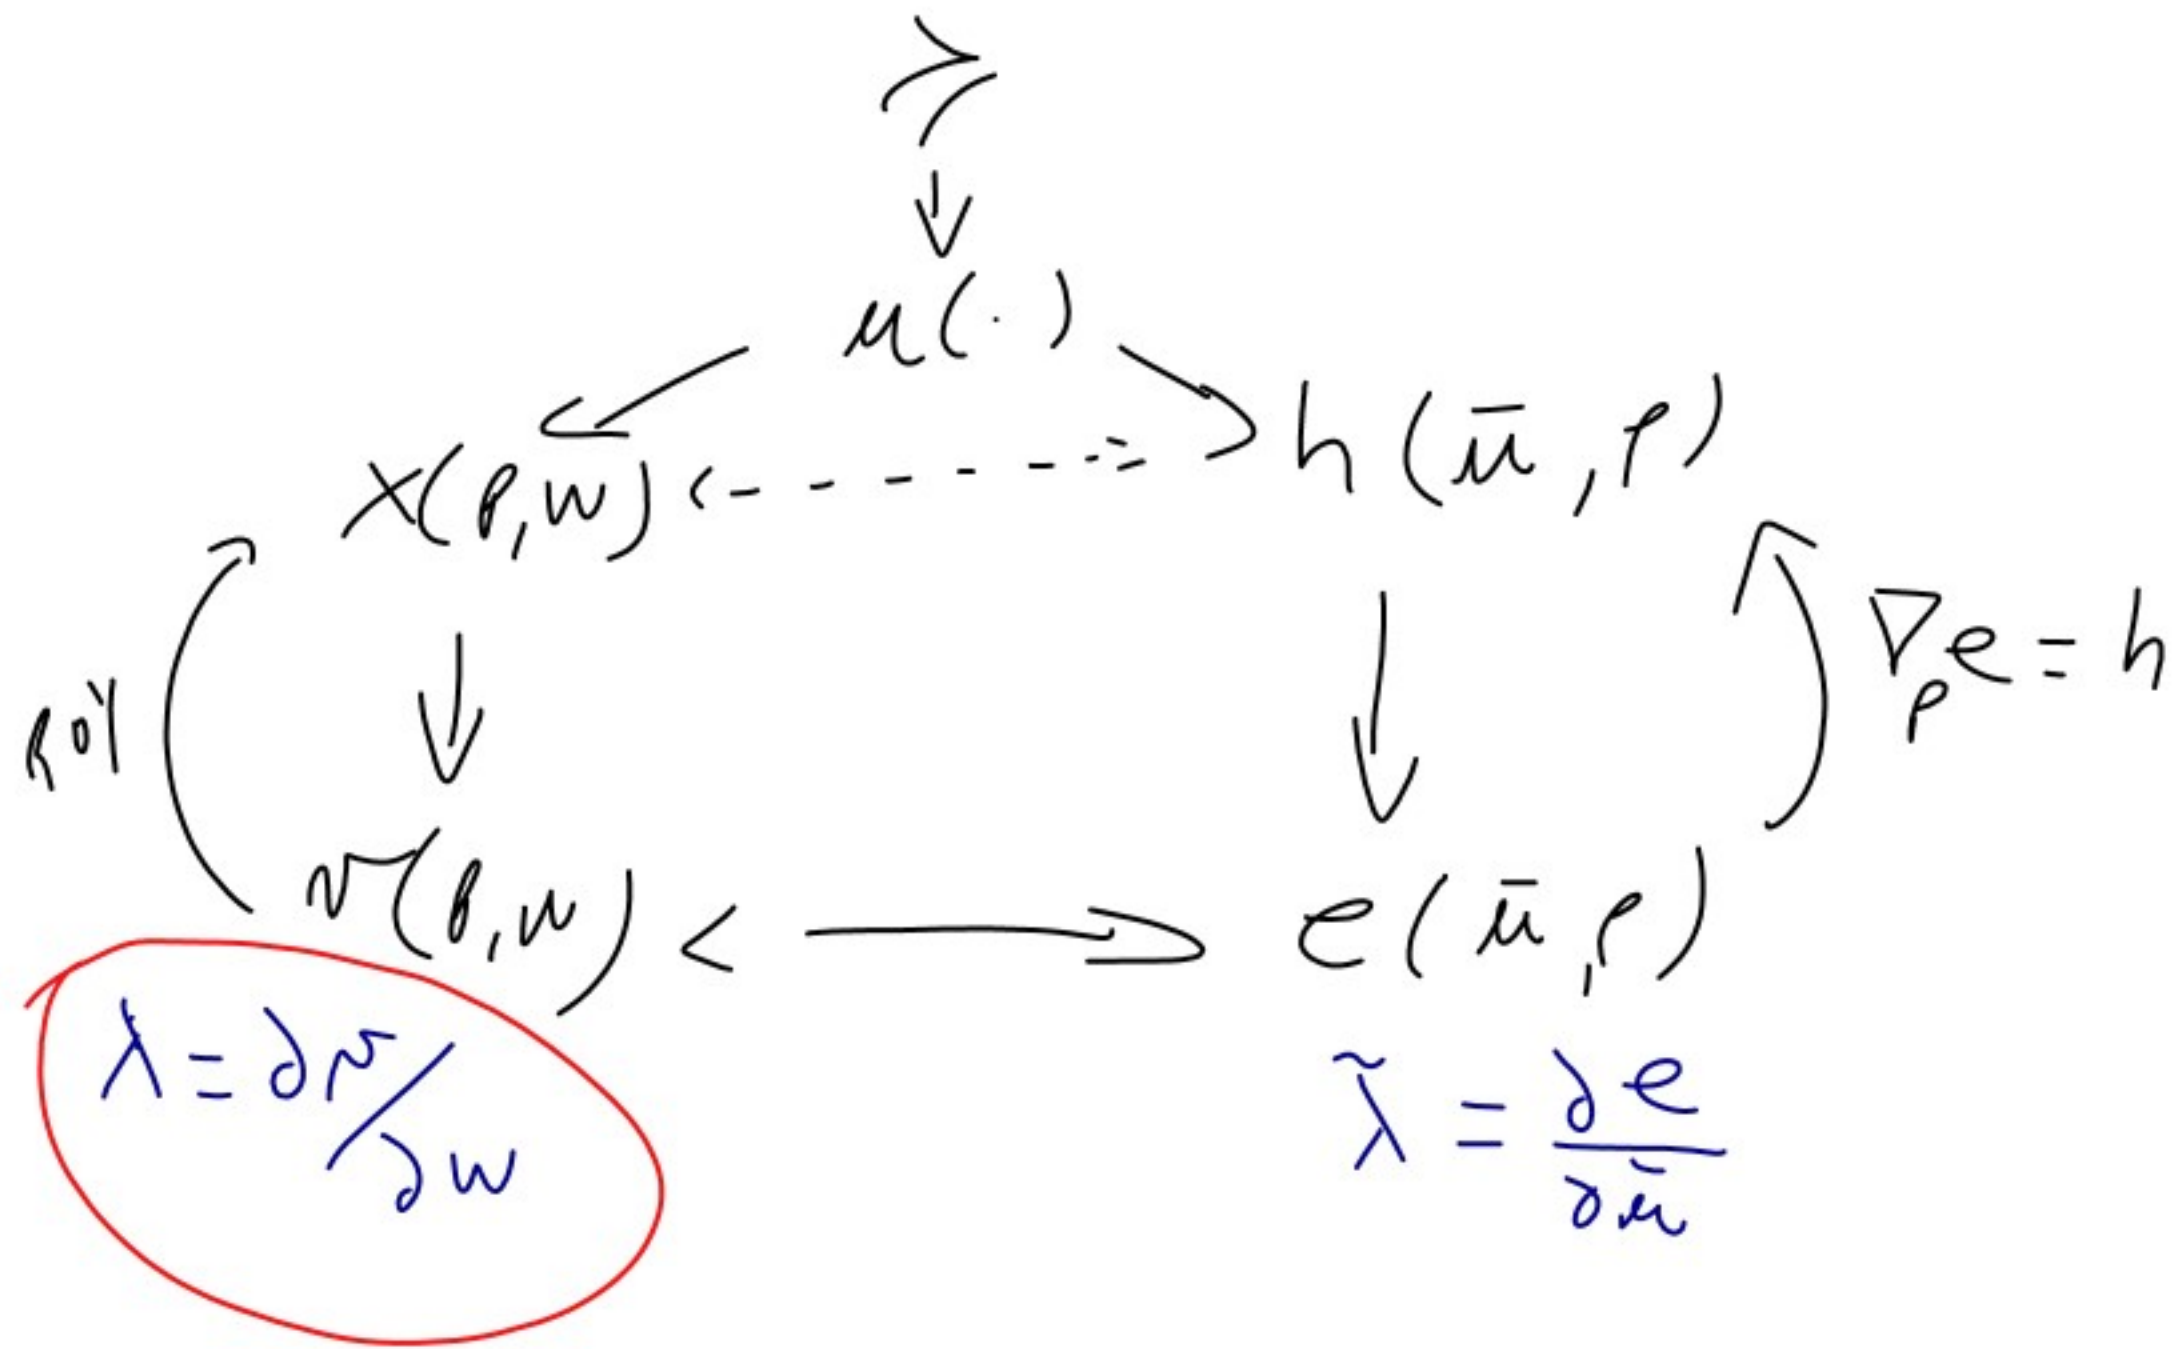 ≿
u(·)
x(p,w)
h(ū,p)
Roy
∇ₚe = h
v(p,w)
e(ū,p)
λ = ∂v/∂w
λ̃ = ∂e/∂ū